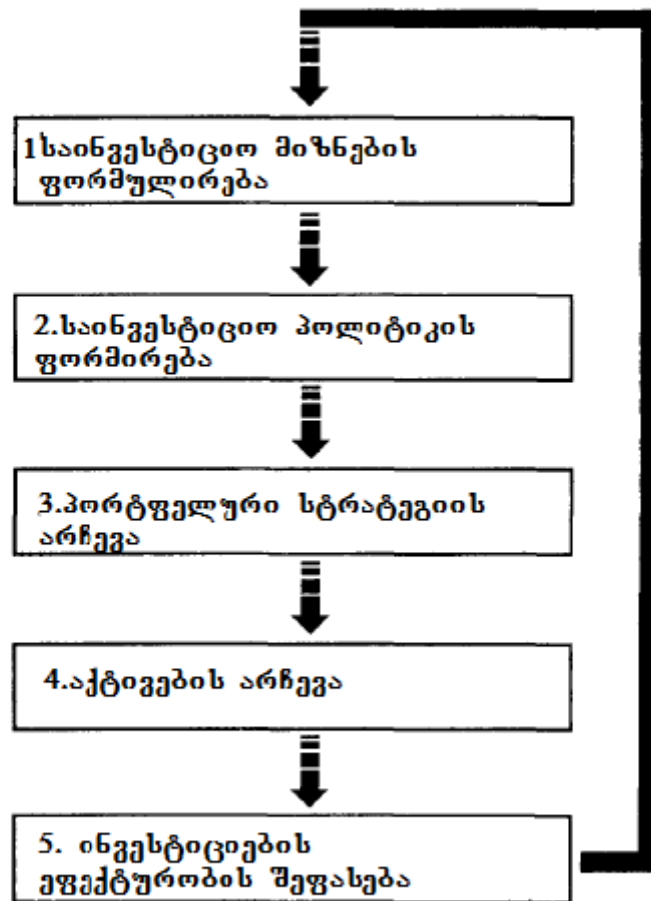 1საინვესტიციო მიზნების
ფორმულირება
2.საინვესტიციო პოლიტიკის
ფორმირება
3.პორტფელური სტრატეგიის
არჩევა
4.აქტივების არჩევა
5. ინვესტიციების
ეფექტურობის შეფასება